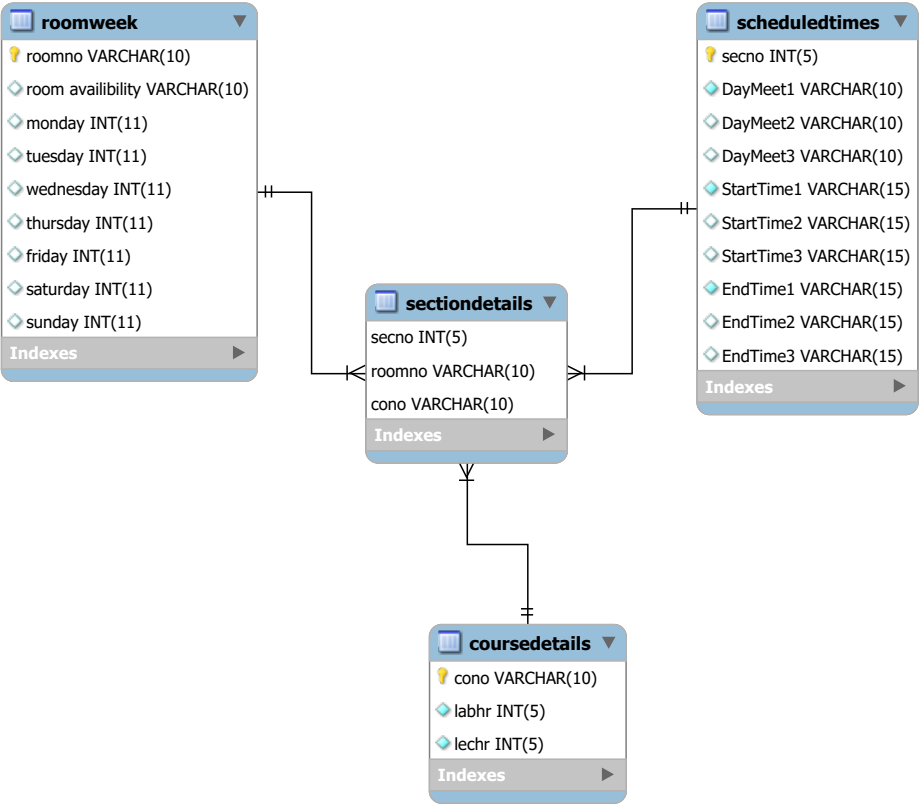 roomweek
roomno VARCHAR(10)
room availibility VARCHAR(10)
monday INT(11)
tuesday INT(11)
wednesday INT(11)
thursday INT(11)
friday INT(11)
saturday INT(11)
sunday INT(11)
Indexes
scheduledtimes
secno INT(5)
DayMeet1 VARCHAR(10)
DayMeet2 VARCHAR(10)
DayMeet3 VARCHAR(10)
StartTime1 VARCHAR(15)
StartTime2 VARCHAR(15)
StartTime3 VARCHAR(15)
EndTime1 VARCHAR(15)
EndTime2 VARCHAR(15)
EndTime3 VARCHAR(15)
Indexes
sectiondetails
secno INT(5)
roomno VARCHAR(10)
cono VARCHAR(10)
Indexes
coursedetails
cono VARCHAR(10)
labhr INT(5)
lechr INT(5)
Indexes